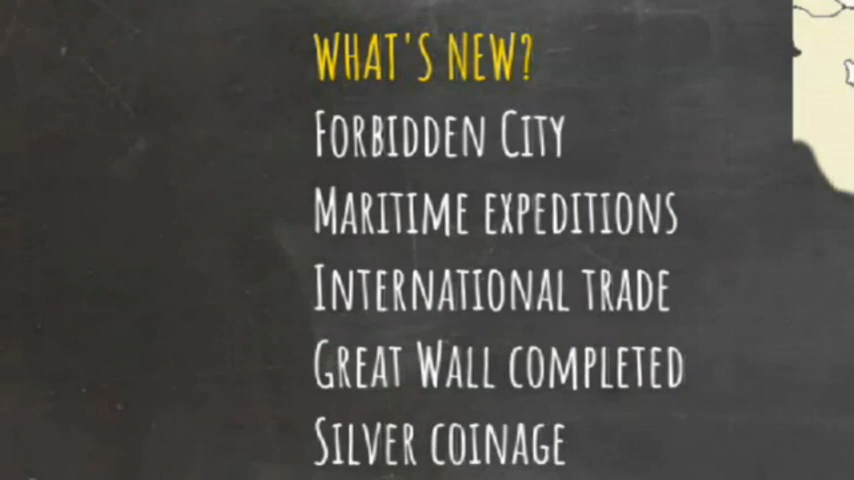 WHAT'S NEW?
FORBIDDEN CITY
MARITIME EXPEDITIONS
INTERNATIONAL TRADE
GREAT WALL COMPLETED
SILVER COINAGE